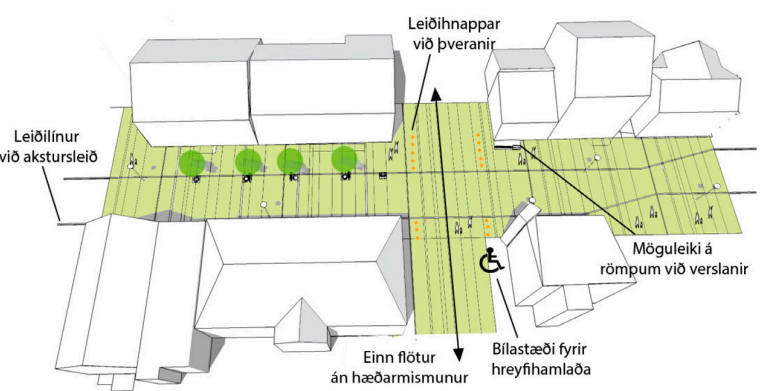 Leiðihnappar
við þveranir
Leiðilínur
við akstursleið
Möguleiki á
römpum við verslanir
Einn flötur
án hæðarmismunur
Bílastæði fyrir
hreyfihamlaða